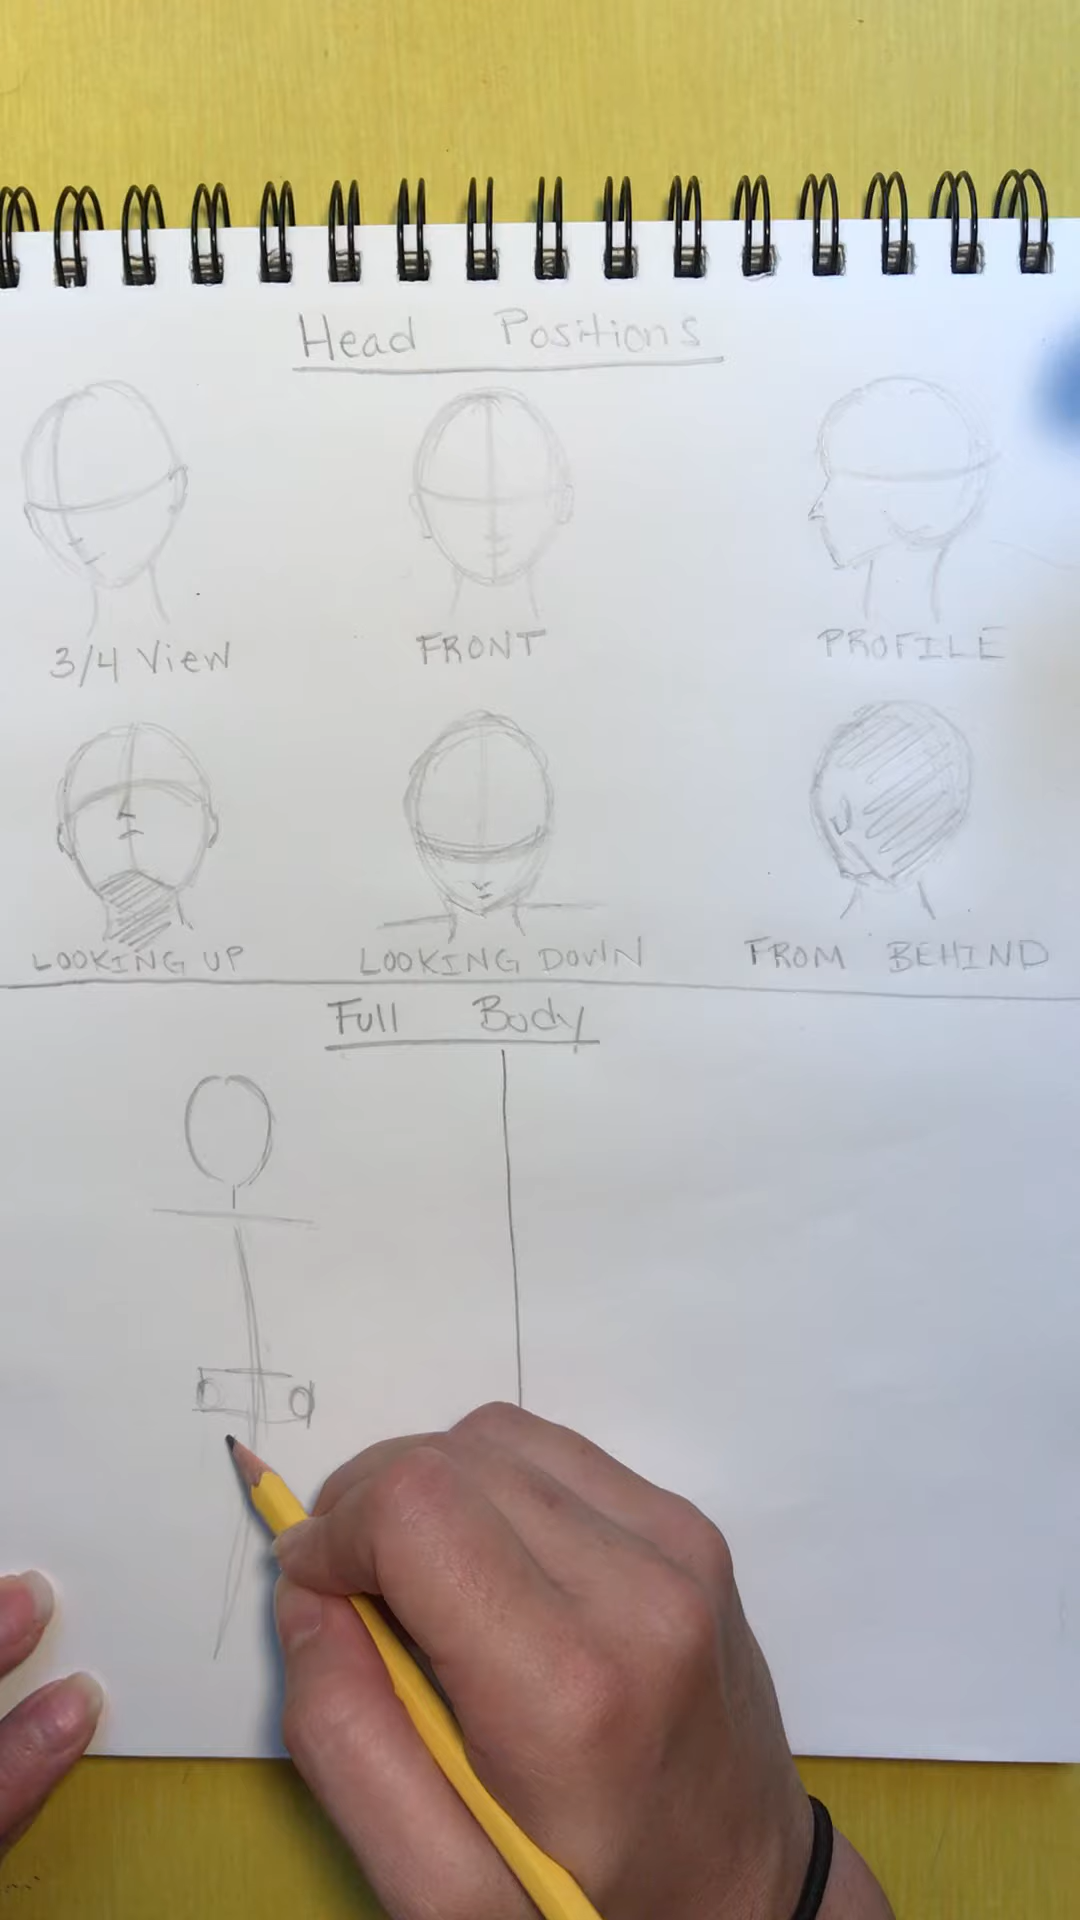 Head Positions
3/4 View
FRONT
PROFILE
LOOKING UP
LOOKING DOWN
FROM BEHIND
Full Body